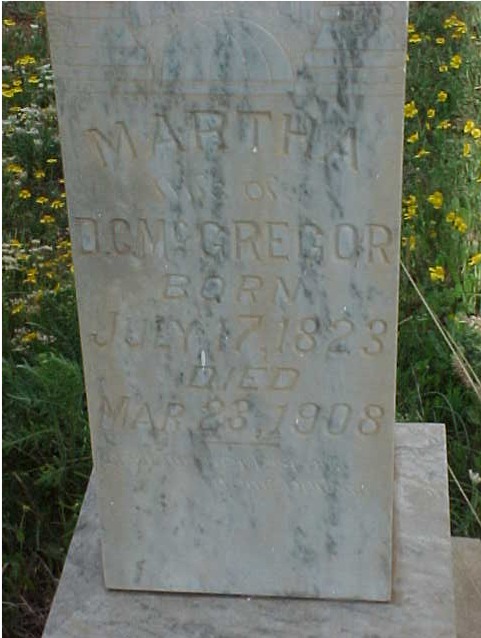 MARTHA
WIFE OF
D.C. McGREGOR
BORN
JULY 17, 1823
DIED
MAR. 23, 1908